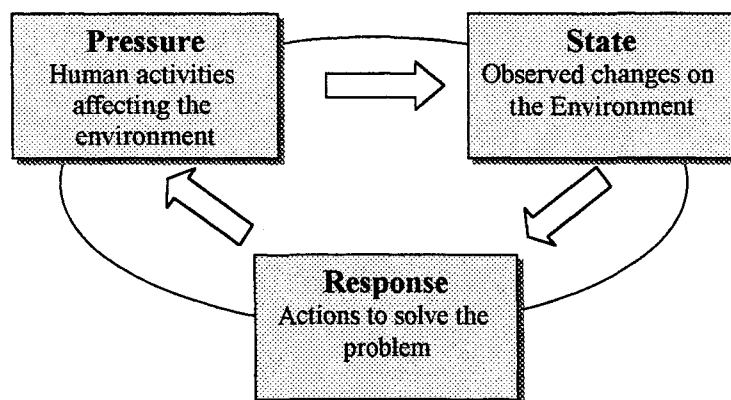 Pressure
Human activities
affecting the
environment
State
Observed changes on
the Environment
Response
Actions to solve the
problem